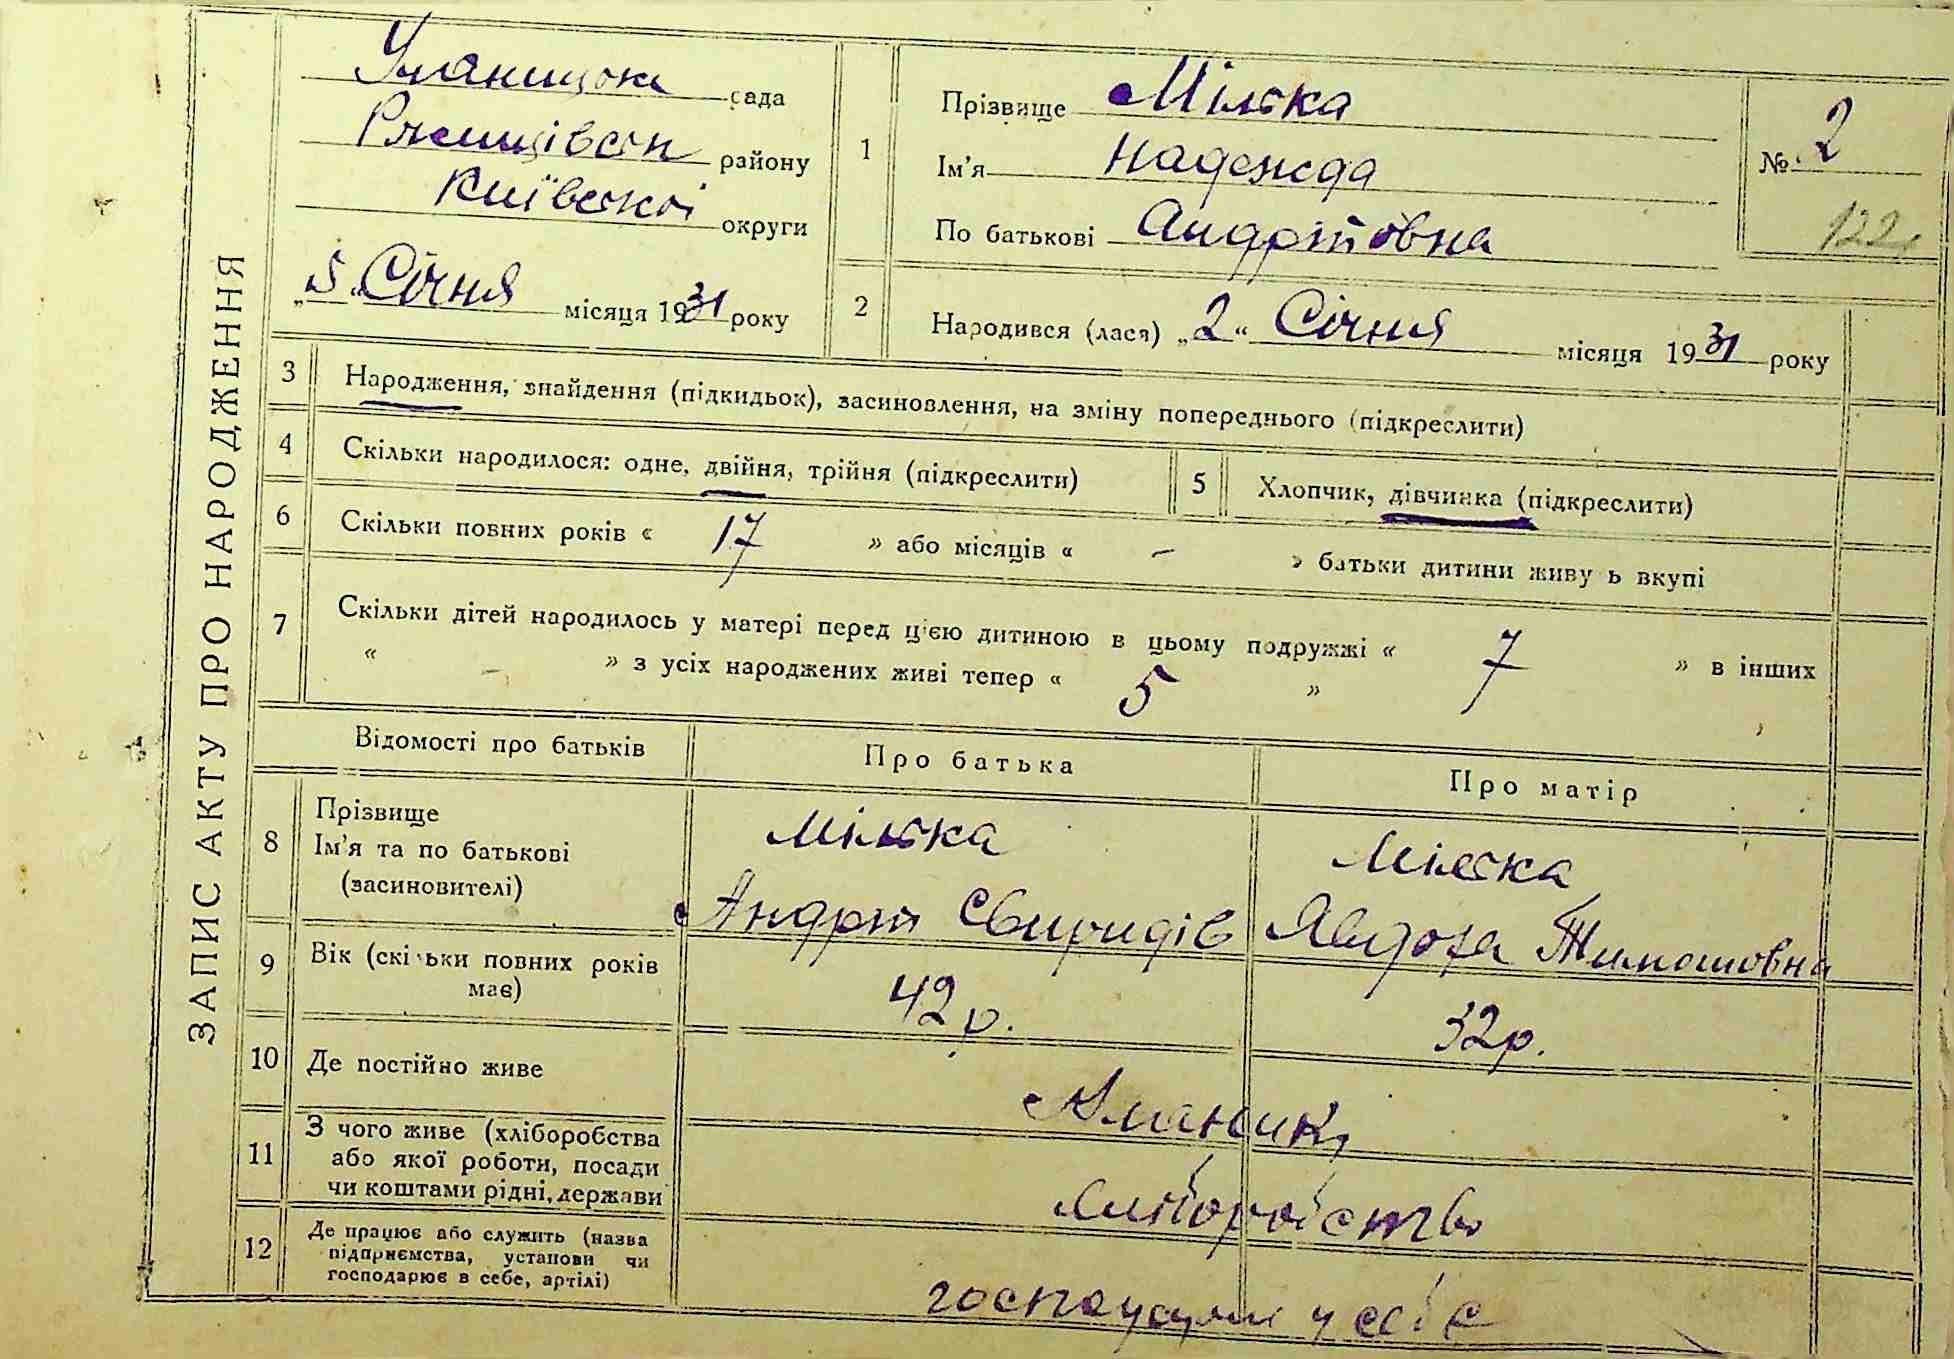 ЗАПИС АКТУ ПРО НАРОДЖЕННЯ
сада
району
Київської округи
„5“ Січня місяця 1931 року
1
Прізвище Мілька
Ім'я Надежда
По батькові Андріївна
№ 2
122
2
Народився (лася) „2“ Січня місяця 1931 року
3 Народження, знайдення (підкидьок), засиновлення, на зміну попереднього (підкреслити)
4 Скільки народилося: одне, двійня, трійня (підкреслити)
5 Хлопчик, дівчинка (підкреслити)
6 Скільки повних років « 17 » або місяців « – » батьки дитини живу ь вкупі
7 Скільки дітей народилось у матері перед цією дитиною в цьому подружжі « 7 » в інших
« – » з усіх народжених живі тепер « 5 »
Відомості про батьків
Про батька
Про матір
8 Прізвище
Ім'я та по батькові
(засиновителі)
Мілька
Андрій Свиридів
Мілька
Явдоха Тимошовна
9 Вік (скільки повних років
має)
42 р.
32 р.
10 Де постійно живе
11 З чого живе (хліборобства
або якої роботи, посади
чи коштами рідні, держави
хліборобство
12 Де працює або служить (назва
підприємства, установи чи
господарює в себе, артілі)
у себе